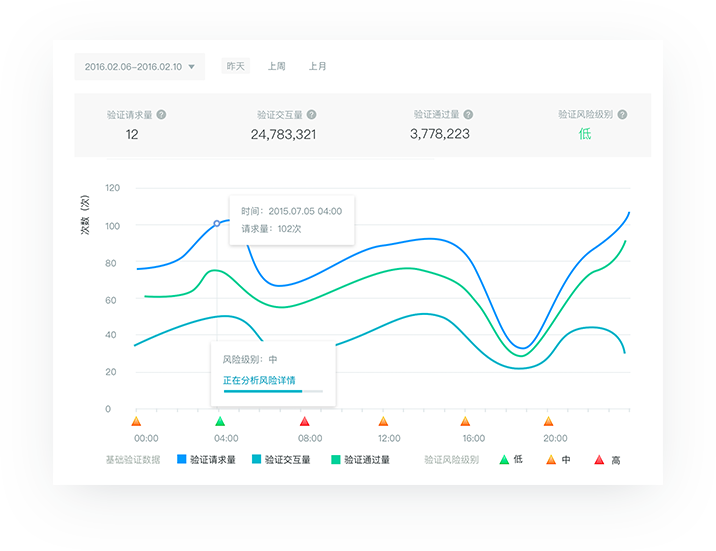 2016.02.06-2016.02.10 昨天 上周 上月
验证请求量 ? 验证交互量 ? 验证通过量 ? 验证风险级别 ?
12 24,783,321 3,778,223 低
次数（次）
120
100
80
60
40
20
0
时间：2015.07.05 04:00
请求量：102次
风险级别：中
正在分析风险详情
00:00 04:00 08:00 12:00 16:00 20:00
基础验证数据 验证请求量 验证交互量 验证通过量 验证风险级别 低 中 高